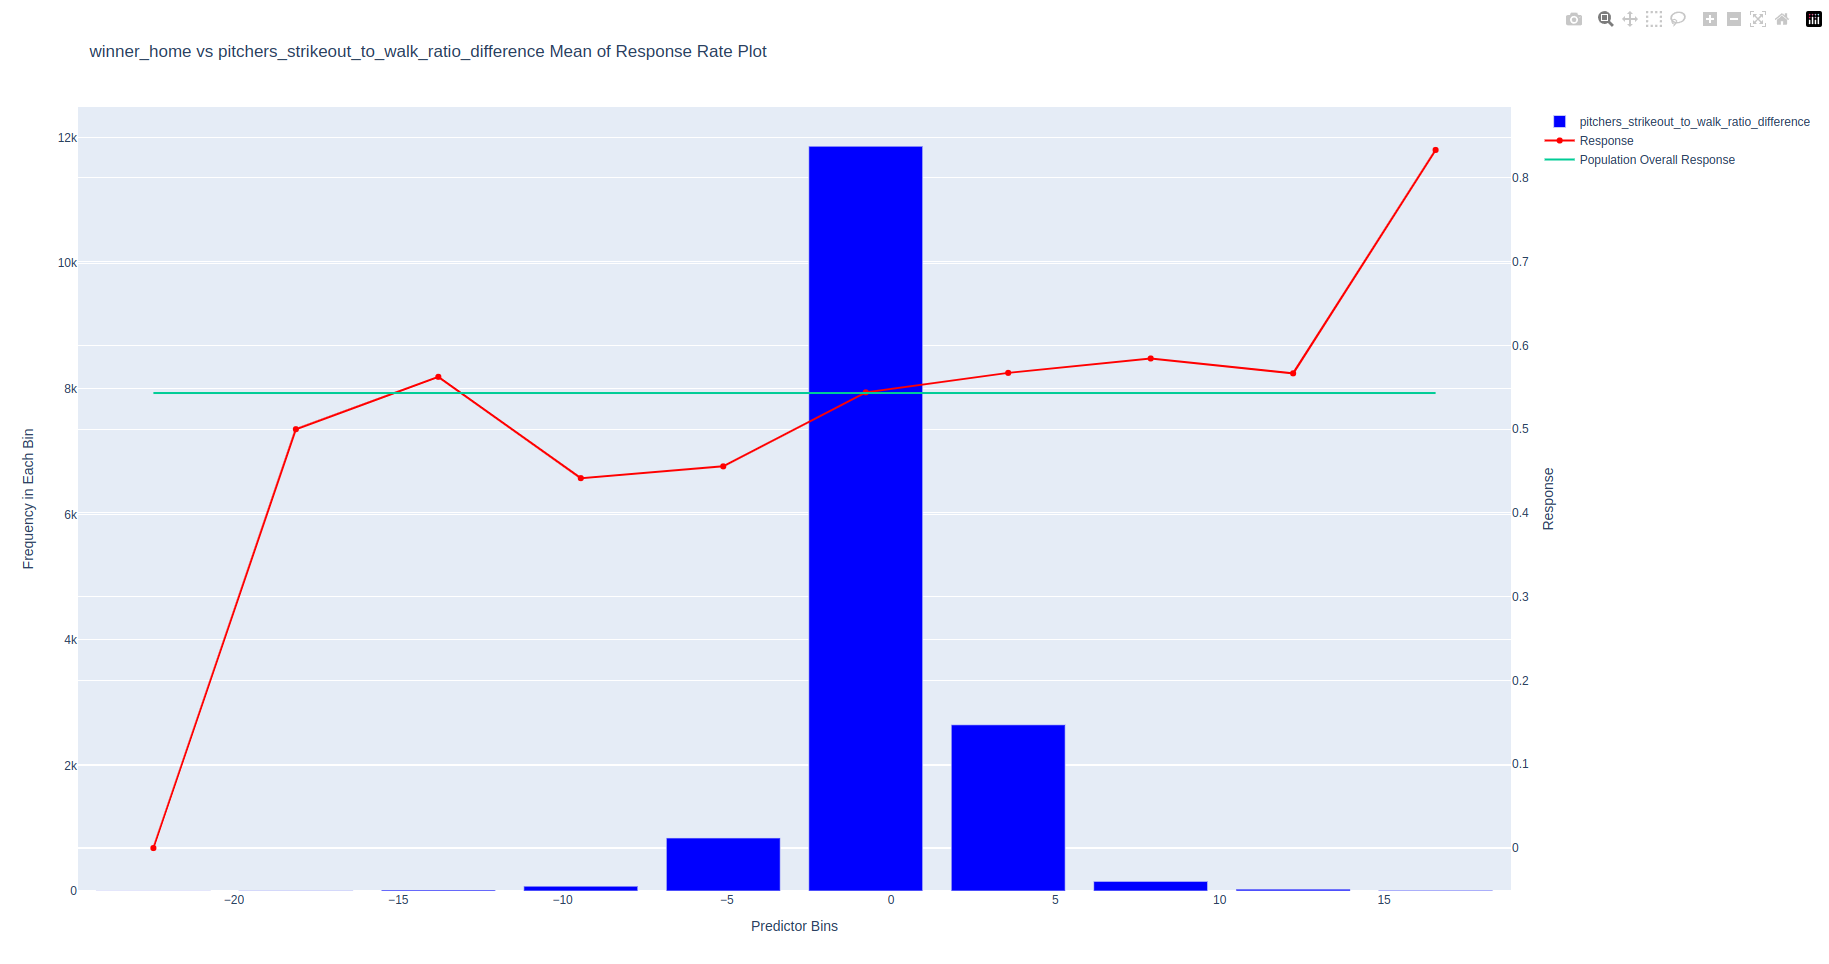 winner_home vs pitchers_strikeout_to_walk_ratio_difference Mean of Response Rate Plot
pitchers_strikeout_to_walk_ratio_difference
Response
Population Overall Response
12k
10k
8k
6k
4k
2k
0
Frequency in Each Bin
0.8
0.7
0.6
0.5
0.4
0.3
0.2
0.1
0
Response
−20
−15
−10
−5
0
5
10
15
Predictor Bins